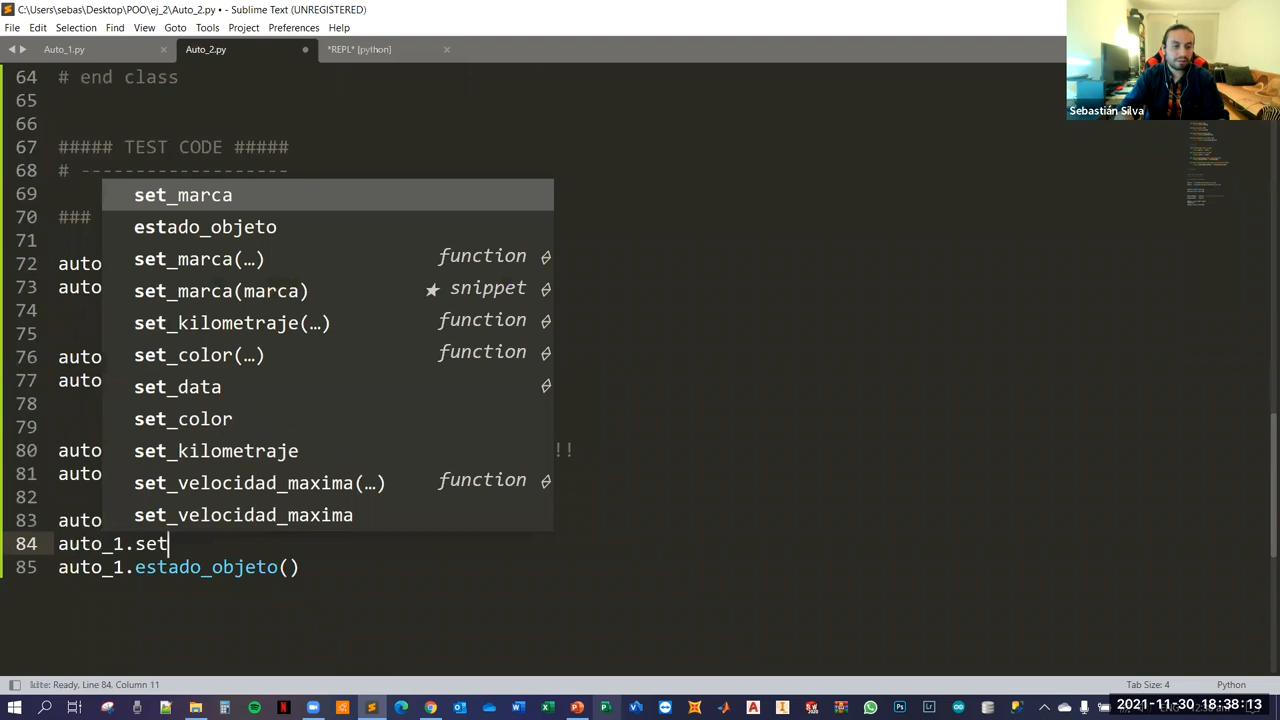 C:\Users\sebas\Desktop\POO\ej_2\Auto_2.py • - Sublime Text (UNREGISTERED)
File Edit Selection Find View Goto Tools Project Preferences Help
Auto_1.py × Auto_2.py *REPL* [python] ×
Sebastián Silva
64 # end class
65
66
67 ##### TEST CODE #####
68 # -------------------
69 set_marca
70 ### estado_objeto
71 set_marca(…) function
72 auto set_marca(marca) ★ snippet
73 auto set_kilometraje(…) function
74 set_color(…) function
75 set_data
76 auto set_color
77 auto set_kilometraje
78 set_velocidad_maxima(…) function
79 set_velocidad_maxima
80 auto !!
81 auto
82
83 auto
84 auto_1.set
85 auto_1.estado_objeto()
kite: Ready, Line 84, Column 11 Tab Size: 4 Python
2021-11-30 18:38:13